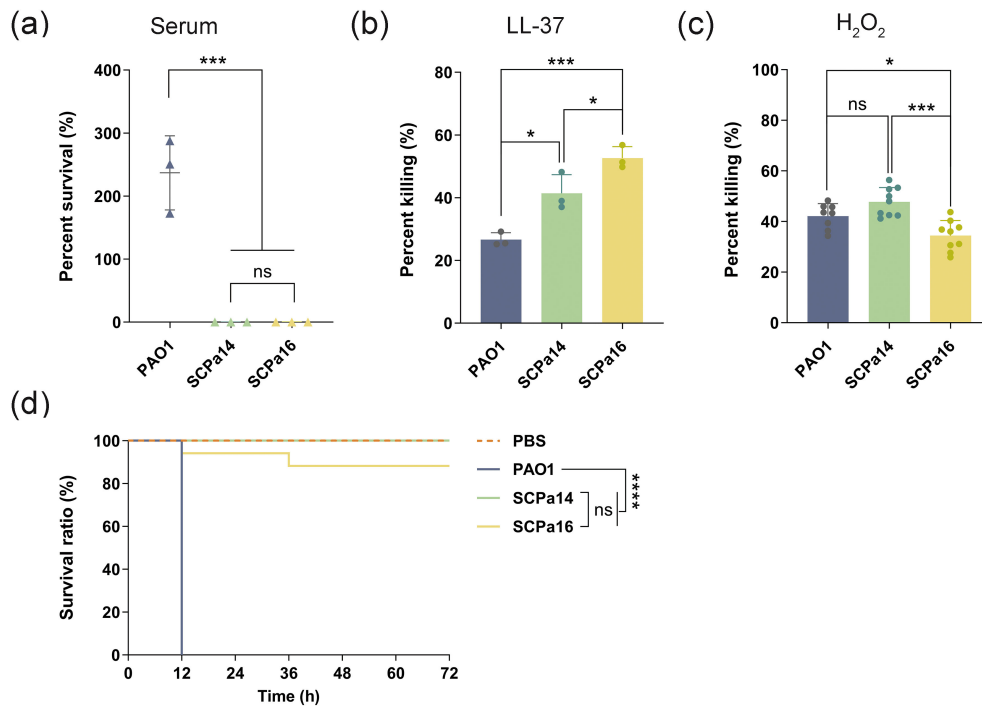 (a)
Serum
Percent survival (%)
400
300
200
100
0
***
ns
PAO1
SCPa14
SCPa16
(b)
LL-37
Percent killing (%)
80
60
40
20
0
***
*
*
PAO1
SCPa14
SCPa16
(c)
H₂O₂
Percent killing (%)
100
80
60
40
20
0
*
ns
***
PAO1
SCPa14
SCPa16
(d)
Survival ratio (%)
100
80
60
40
20
0
0
12
24
36
48
60
72
Time (h)
PBS
PAO1
SCPa14
SCPa16
ns
****